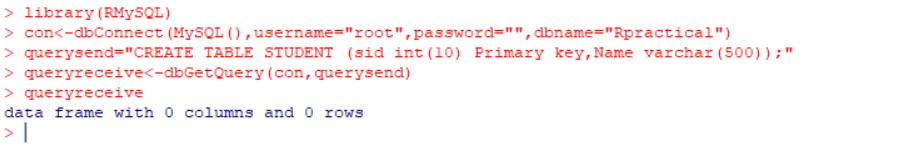 > library(RMySQL)
> con<-dbConnect(MySQL(),username="root",password="",dbname="Rpractical")
> querysend="CREATE TABLE STUDENT (sid int(10) Primary key,Name varchar(500));"
> queryreceive<-dbGetQuery(con,querysend)
> queryreceive
data frame with 0 columns and 0 rows
>